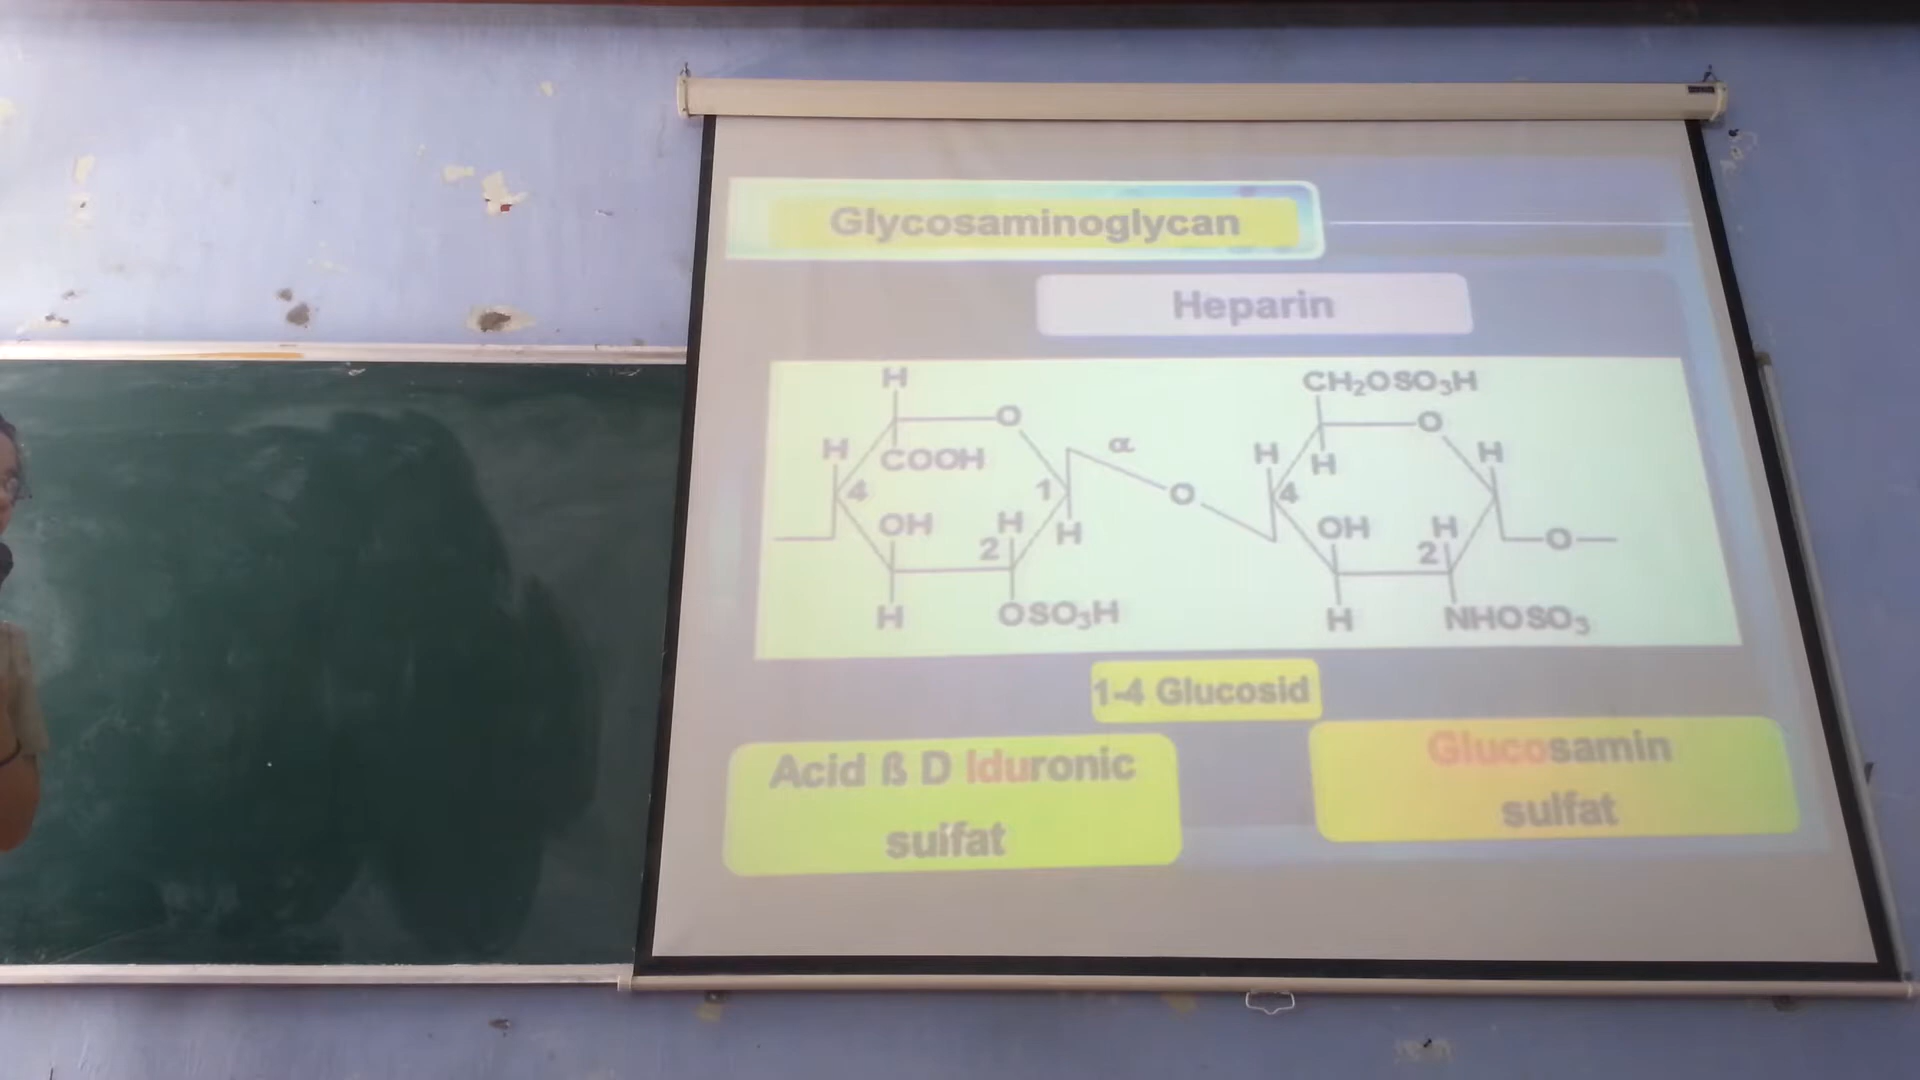 Glycosaminoglycan
Heparin
H
CH₂OSO₃H
O
O
H
COOH
α
H
H
H
4
1
O
4
OH
H
H
OH
H
2
2
O
H
OSO₃H
H
NHOSO₃
1-4 Glucosid
Acid ß D Iduronic
sulfat
Glucosamin
sulfat